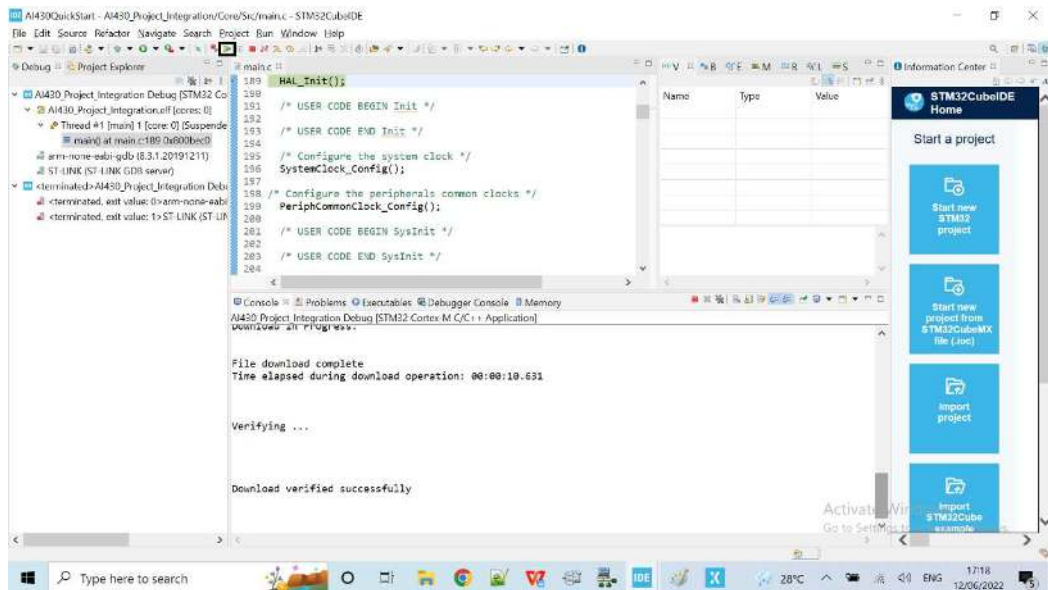 AI430QuickStart - AI430_Project_Integration/Core/Src/main.c - STM32CubeIDE
File Edit Source Refactor Navigate Search Project Run Window Help
Debug Project Explorer
AI430_Project_Integration Debug [STM32 Co
AI430_Project_Integration.elf [cores: 0]
Thread #1 [main] 1 [core: 0] (Suspende
main() at main.c:189 0x800bec0
arm-none-eabi-gdb (8.3.1.20191211)
ST-LINK (ST-LINK GDB server)
<terminated>AI430_Project_Integration Debu
<terminated, exit value: 0>arm-none-eabi
<terminated, exit value: 1>ST-LINK (ST-LIN
main.c
189 HAL_Init();
190
191 /* USER CODE BEGIN Init */
192
193 /* USER CODE END Init */
194
195 /* Configure the system clock */
196 SystemClock_Config();
197
198 /* Configure the peripherals common clocks */
199 PeriphCommonClock_Config();
200
201 /* USER CODE BEGIN SysInit */
202
203 /* USER CODE END SysInit */
204
Name Type Value
Console Problems Executables Debugger Console Memory
AI430_Project_Integration Debug [STM32 Cortex-M C/C++ Application]
Download in Progress:
File download complete
Time elapsed during download operation: 00:00:10.631
Verifying ...
Download verified successfully
Information Center
STM32CubeIDE
Home
Start a project
Start new
STM32
project
Start new
project from
STM32CubeMX
file (.ioc)
Import
project
Import
STM32Cube
example
Activate Win
Go to Settings to
Type here to search
IDE
28°C
ENG
17:18
12/06/2022
5